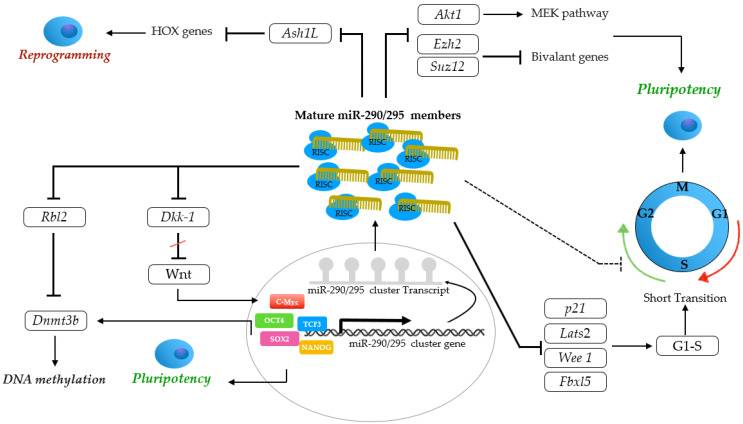 Akt1
MEK pathway
HOX genes
Ash1L
Ezh2
Reprogramming
Suz12
Bivalant genes
Pluripotency
Mature miR-290/295 members
RISC
RISC
RISC
RISC
RISC
RISC
RISC
RISC
M
G2
G1
S
Rbl2
Dkk-1
Wnt
miR-290/295 cluster Transcript
Short Transition
C-Myc
p21
OCT4
TCF3
Dnmt3b
Lats2
SOX2
miR-290/295 cluster gene
G1-S
NANOG
Wee 1
DNA methylation
Pluripotency
Fbxl5